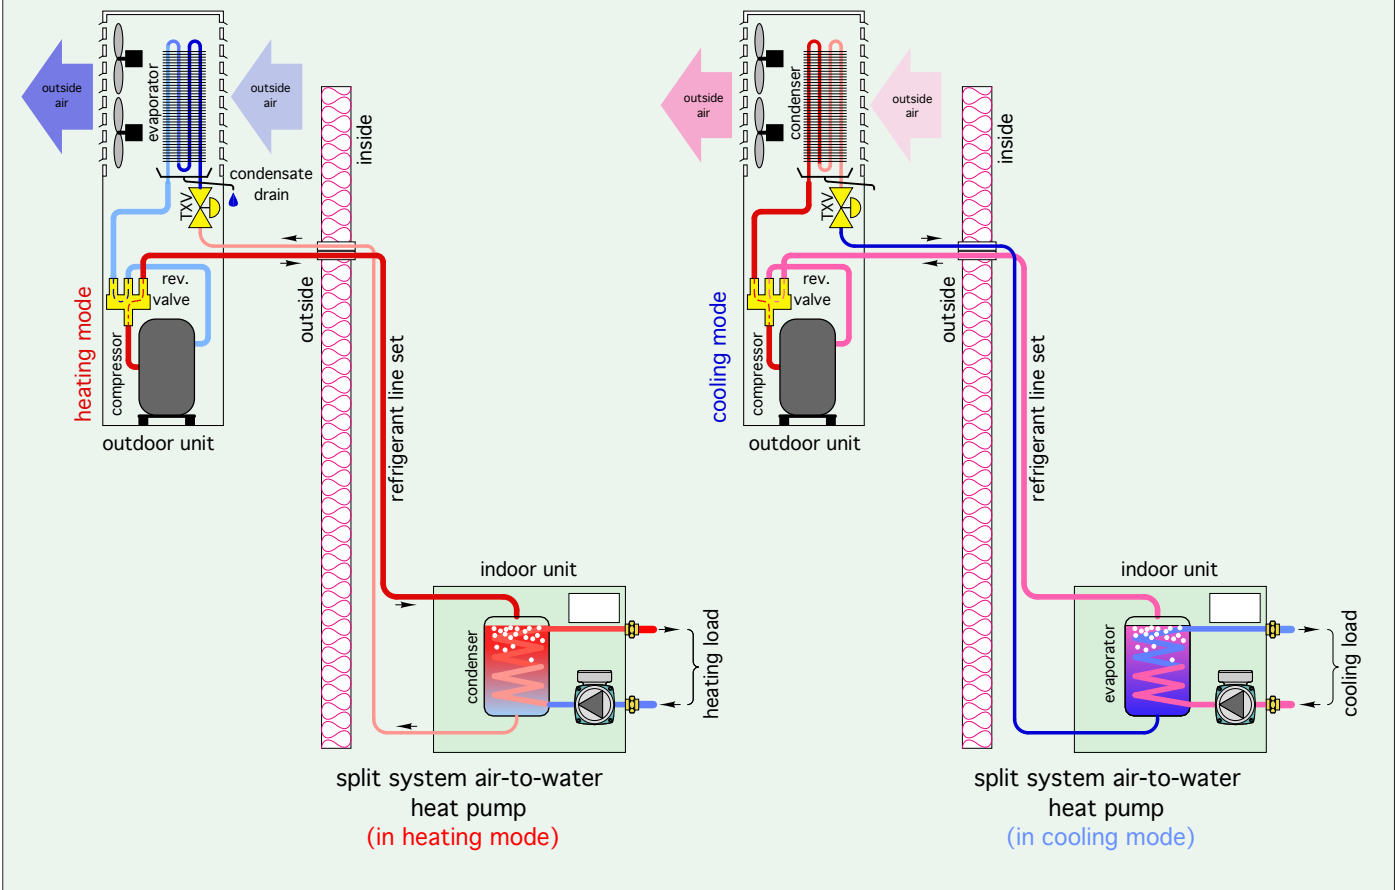 outside
air
evaporator
outside
air
condensate
drain
TXV
inside
rev.
valve
outside
heating mode
compressor
refrigerant line set
outdoor unit
indoor unit
condenser
heating load
split system air-to-water
heat pump
(in heating mode)
outside
air
condenser
outside
air
TXV
inside
rev.
valve
outside
cooling mode
compressor
refrigerant line set
outdoor unit
indoor unit
evaporator
cooling load
split system air-to-water
heat pump
(in cooling mode)